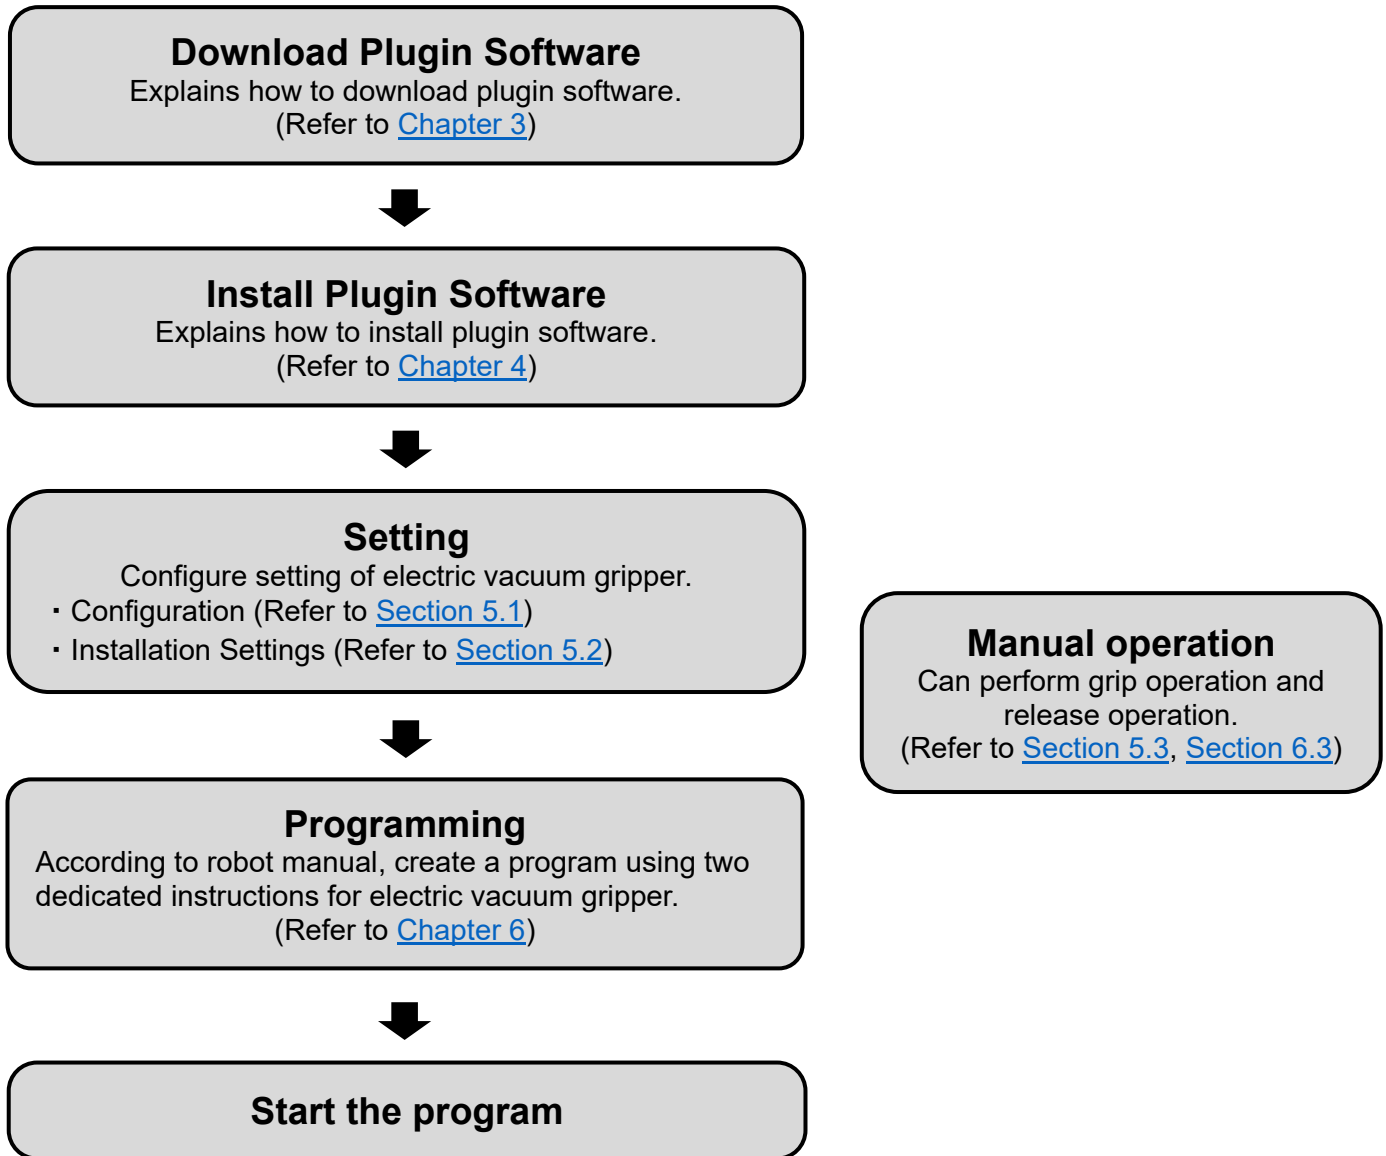 Download Plugin Software
Explains how to download plugin software.
(Refer to Chapter 3)
Install Plugin Software
Explains how to install plugin software.
(Refer to Chapter 4)
Setting
Configure setting of electric vacuum gripper.
・Configuration (Refer to Section 5.1)
・Installation Settings (Refer to Section 5.2)
Manual operation
Can perform grip operation and
release operation.
(Refer to Section 5.3, Section 6.3)
Programming
According to robot manual, create a program using two
dedicated instructions for electric vacuum gripper.
(Refer to Chapter 6)
Start the program